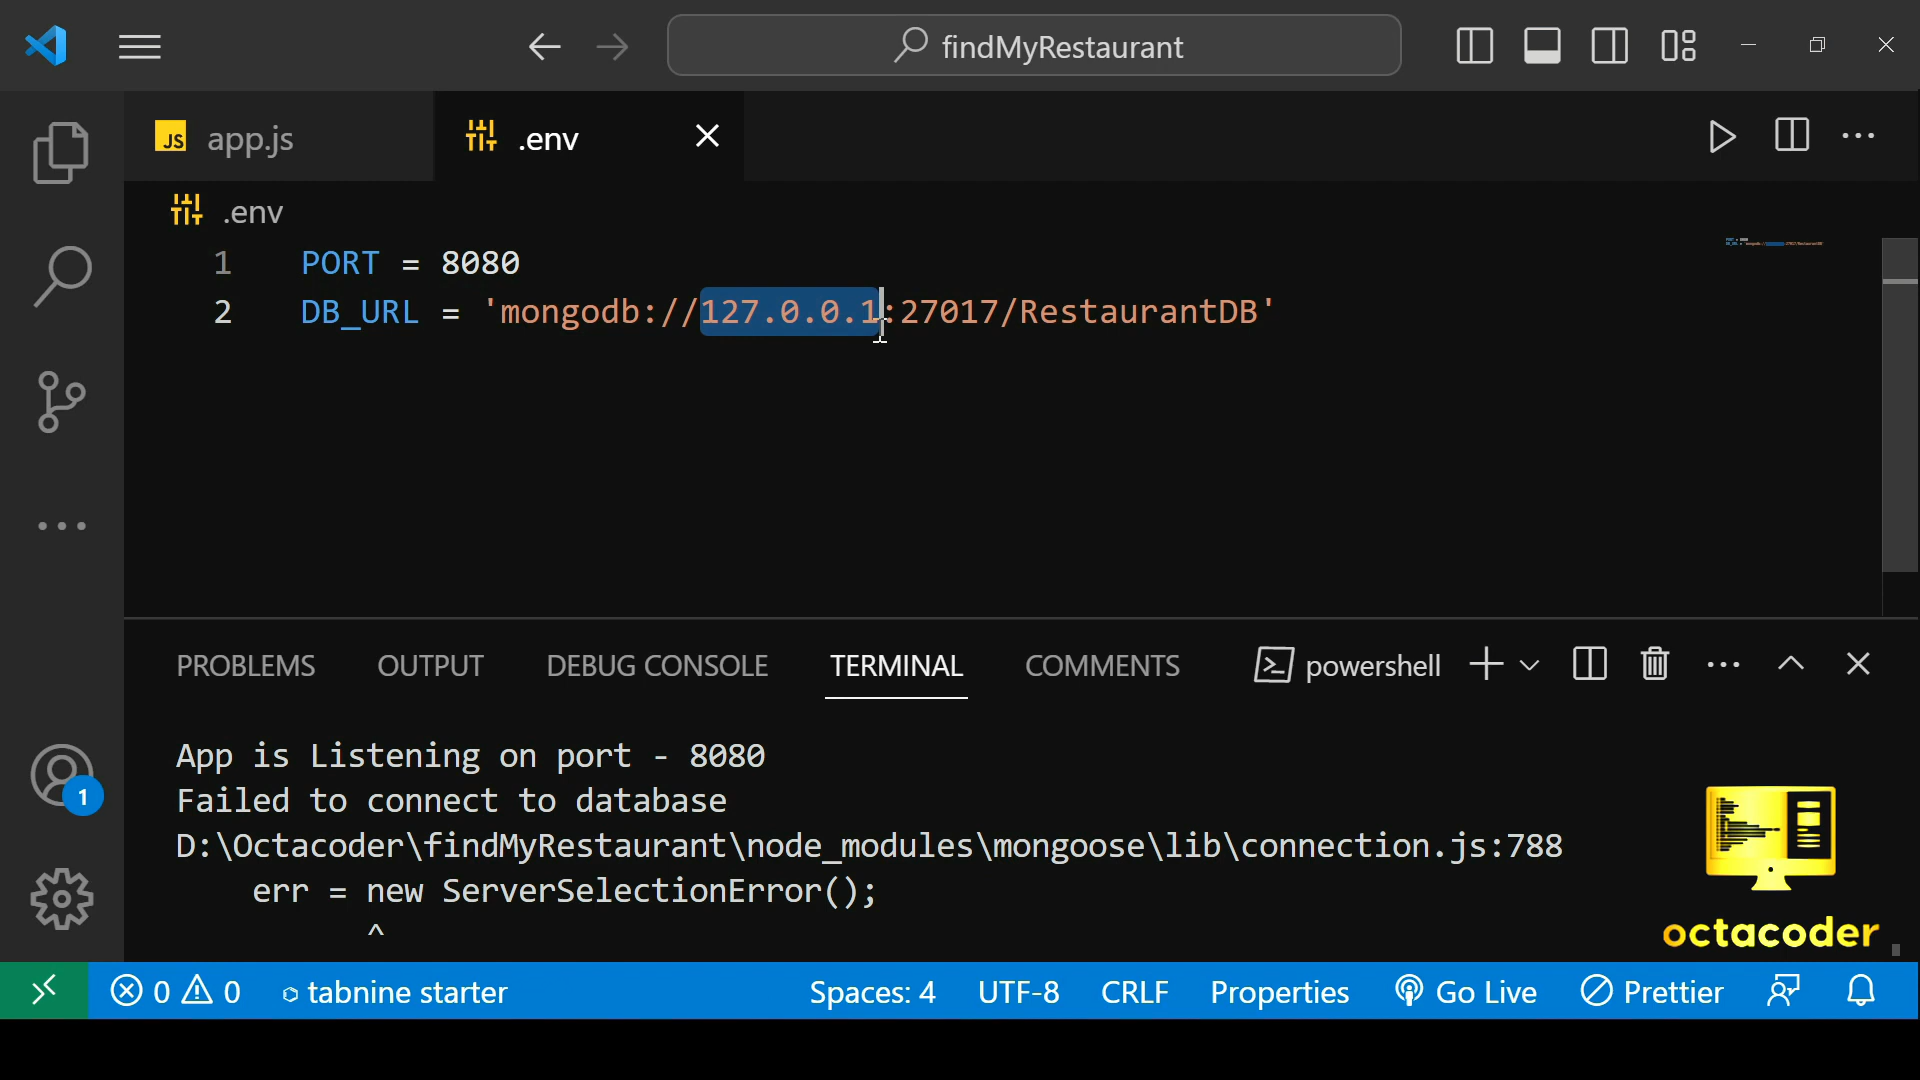 findMyRestaurant
JS app.js
.env
.env
1 PORT = 8080
2 DB_URL = 'mongodb://127.0.0.1:27017/RestaurantDB'
PROBLEMS OUTPUT DEBUG CONSOLE TERMINAL COMMENTS powershell
App is Listening on port - 8080
Failed to connect to database
D:\Octacoder\findMyRestaurant\node_modules\mongoose\lib\connection.js:788
err = new ServerSelectionError();
^
1
octacoder
0 0 tabnine starter Spaces: 4 UTF-8 CRLF Properties Go Live Prettier